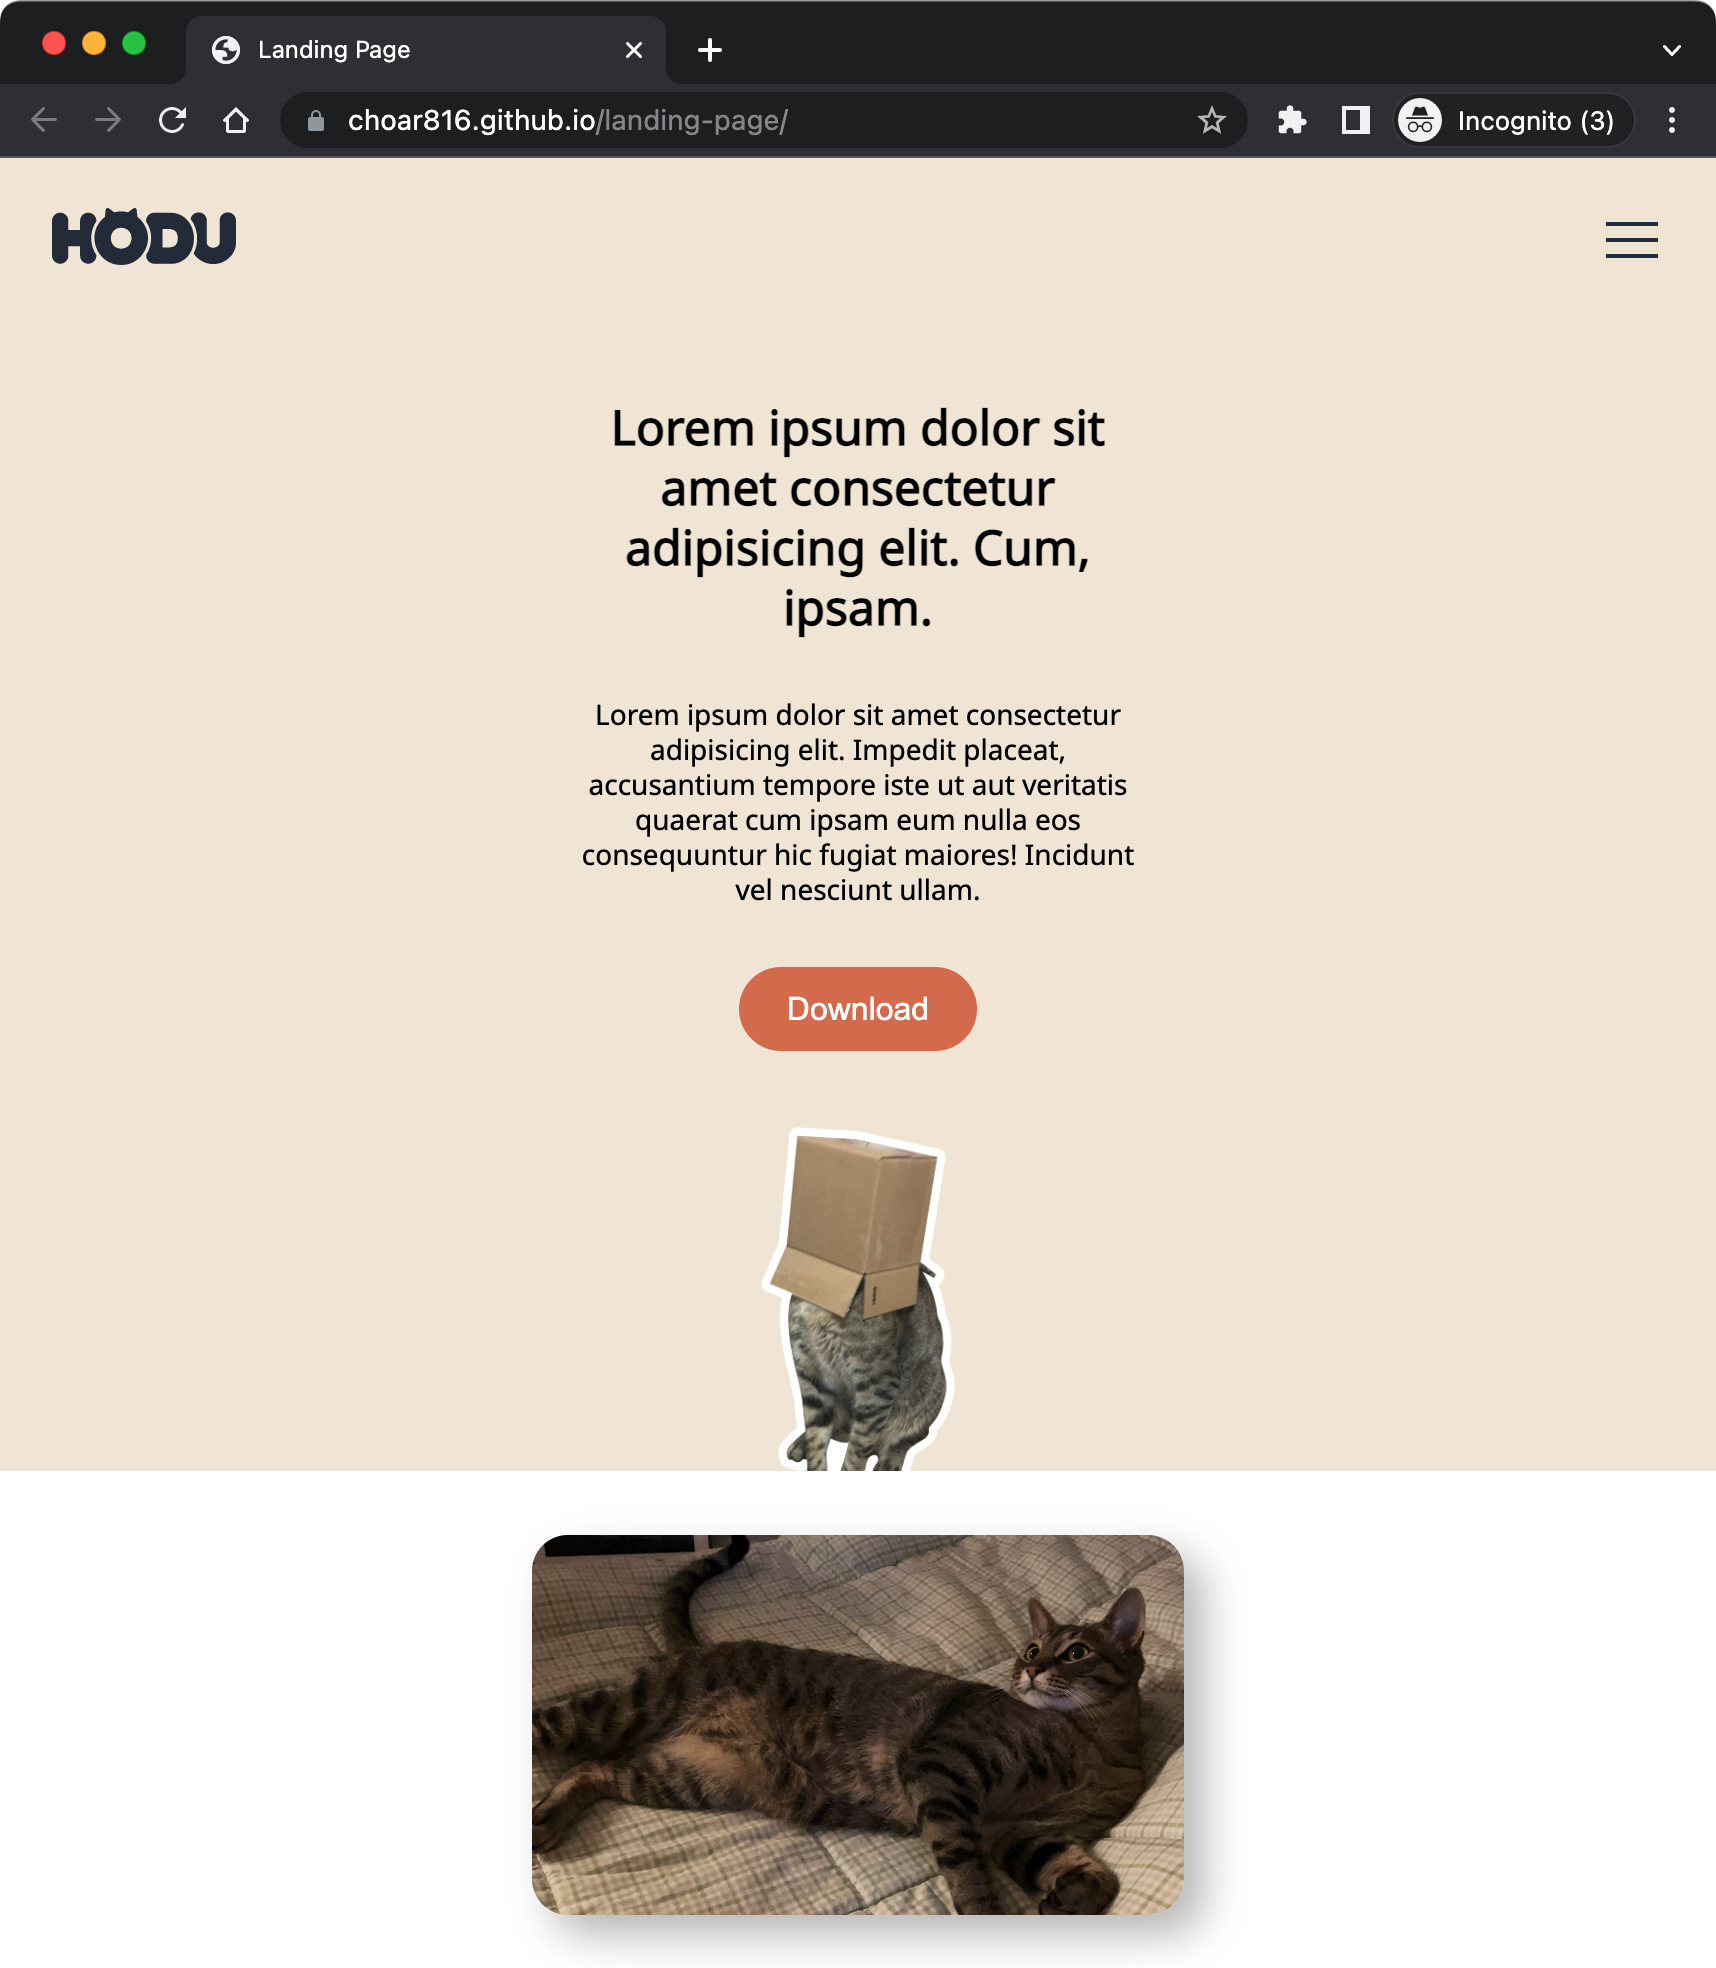 Landing Page
choar816.github.io/landing-page/
Incognito (3)
HODU
Lorem ipsum dolor sit
amet consectetur
adipisicing elit. Cum,
ipsam.
Lorem ipsum dolor sit amet consectetur
adipisicing elit. Impedit placeat,
accusantium tempore iste ut aut veritatis
quaerat cum ipsam eum nulla eos
consequuntur hic fugiat maiores! Incidunt
vel nesciunt ullam.
Download